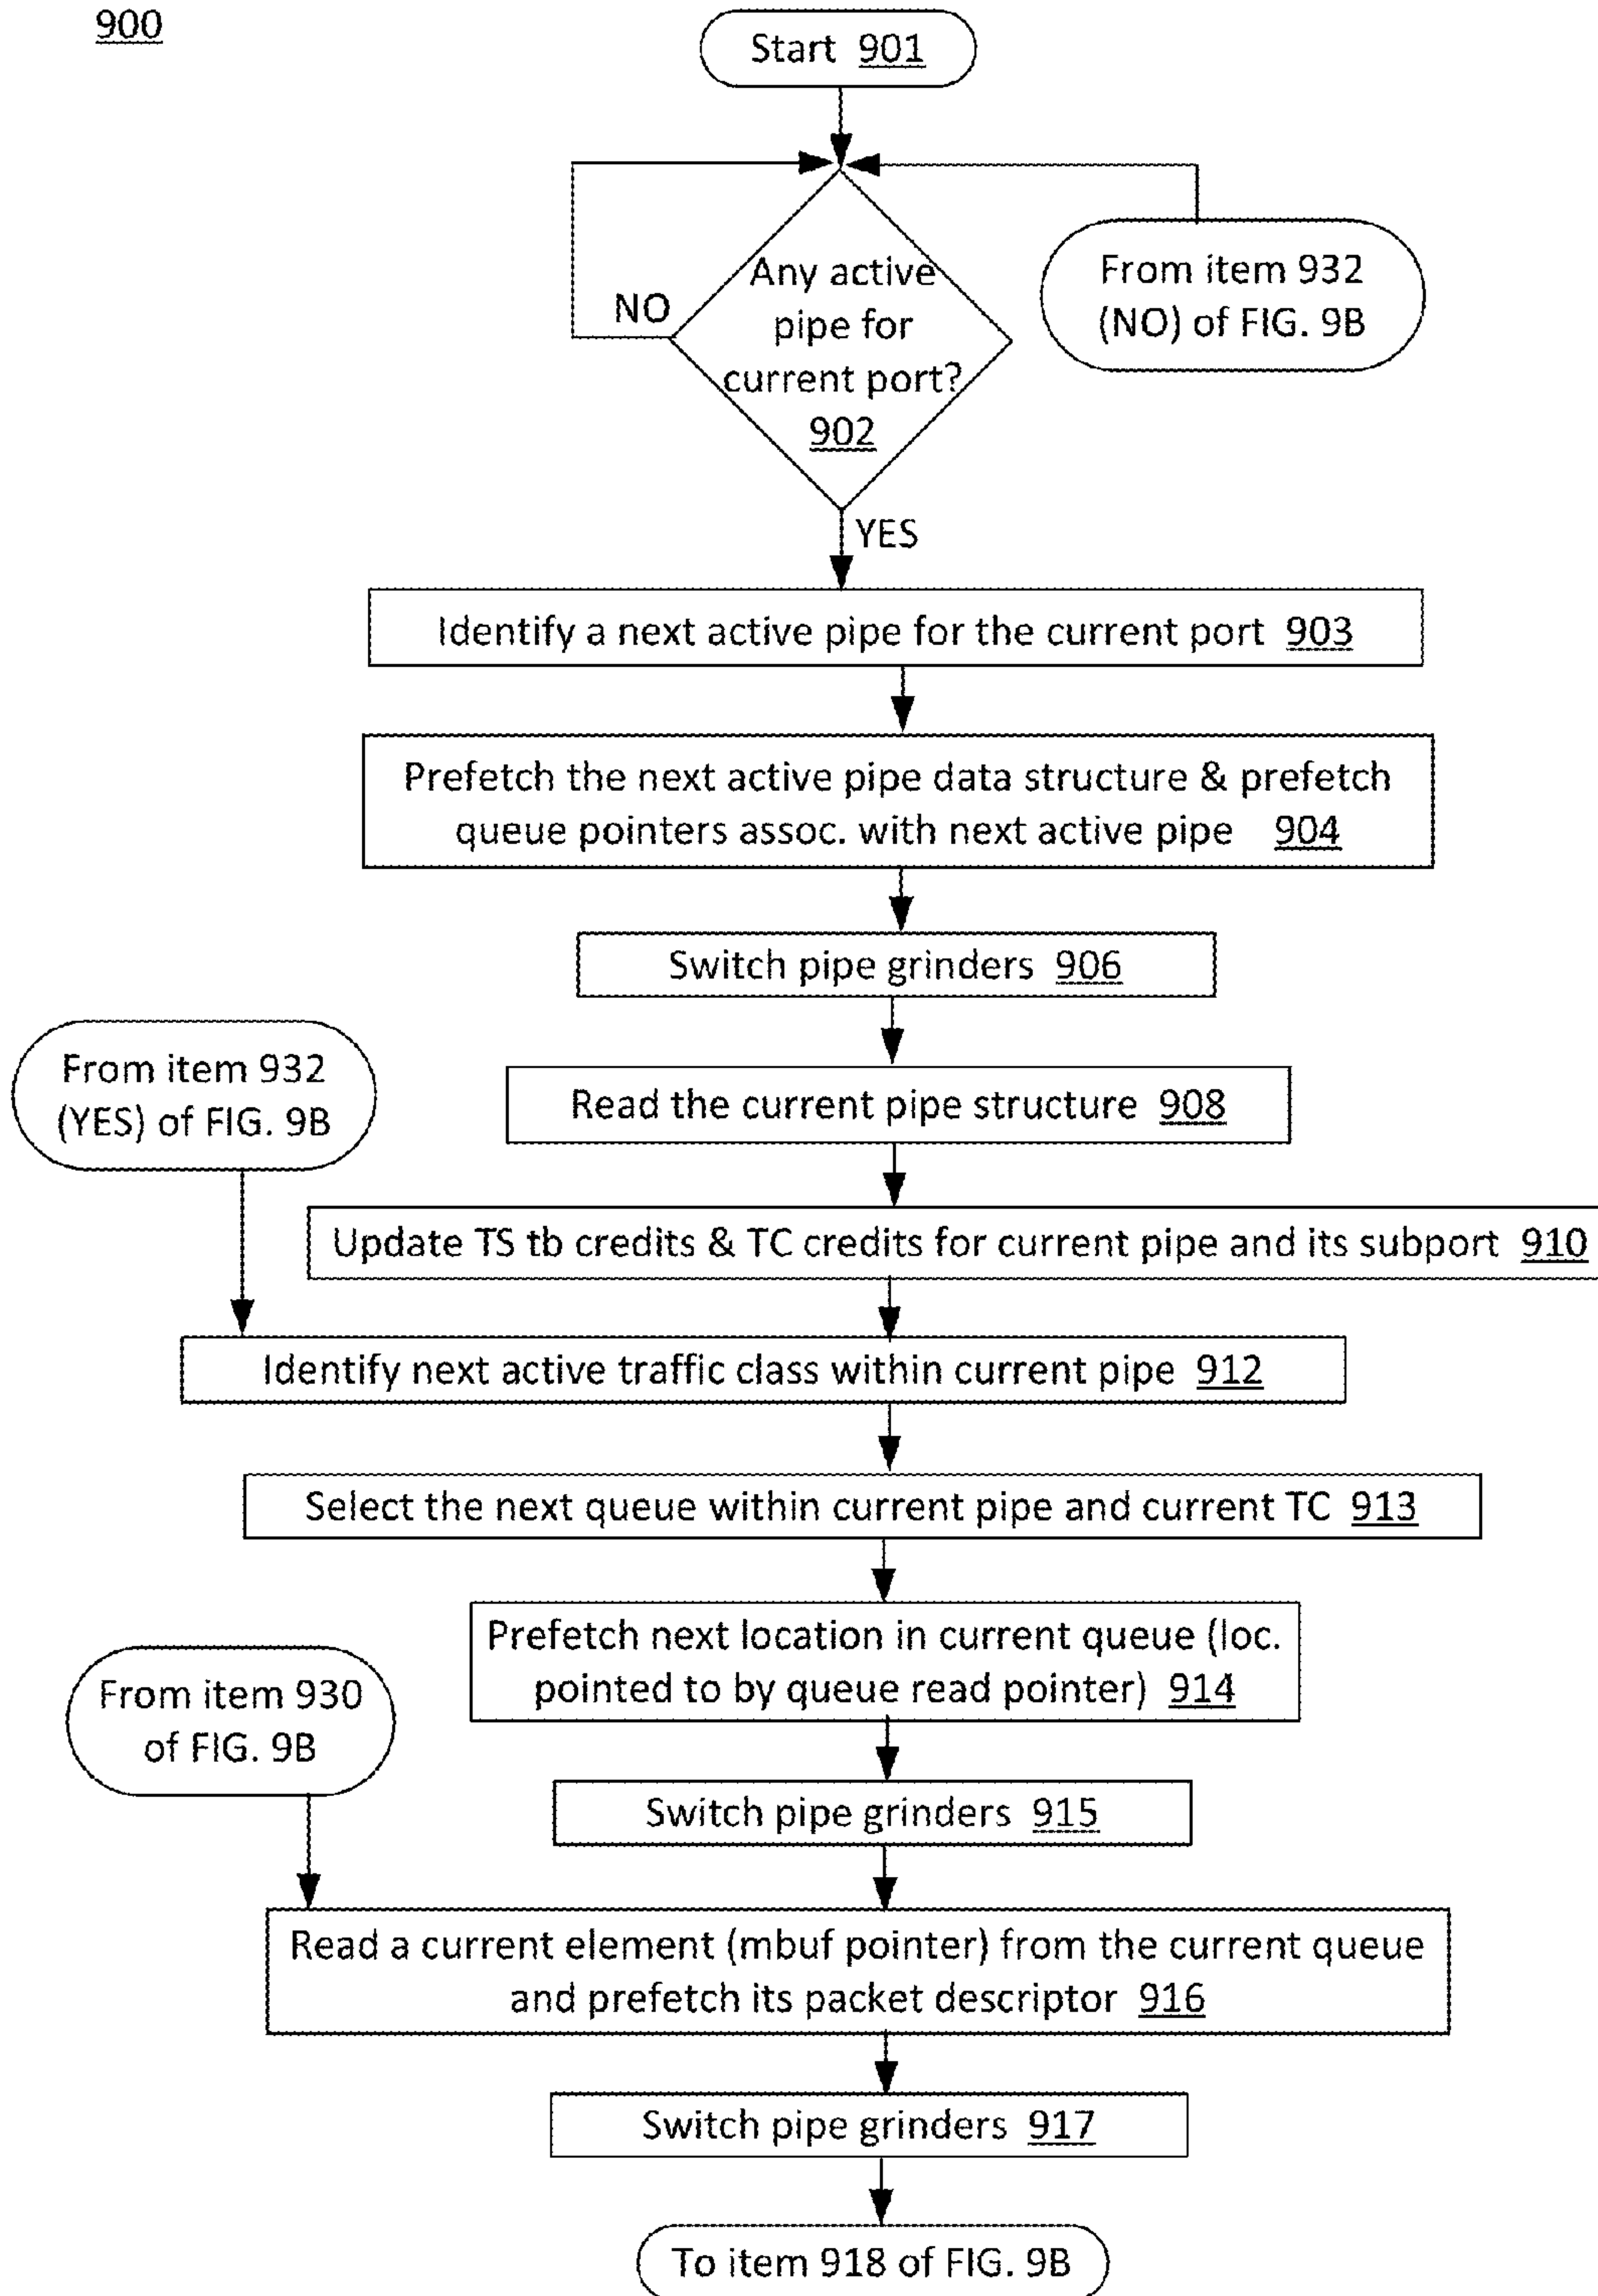 900
Start 901
Any active
pipe for
current port?
902
NO
From item 932
(NO) of FIG. 9B
YES
Identify a next active pipe for the current port 903
Prefetch the next active pipe data structure & prefetch
queue pointers assoc. with next active pipe 904
Switch pipe grinders 906
From item 932
(YES) of FIG. 9B
Read the current pipe structure 908
Update TS tb credits & TC credits for current pipe and its subport 910
Identify next active traffic class within current pipe 912
Select the next queue within current pipe and current TC 913
Prefetch next location in current queue (loc.
pointed to by queue read pointer) 914
From item 930
of FIG. 9B
Switch pipe grinders 915
Read a current element (mbuf pointer) from the current queue
and prefetch its packet descriptor 916
Switch pipe grinders 917
To item 918 of FIG. 9B